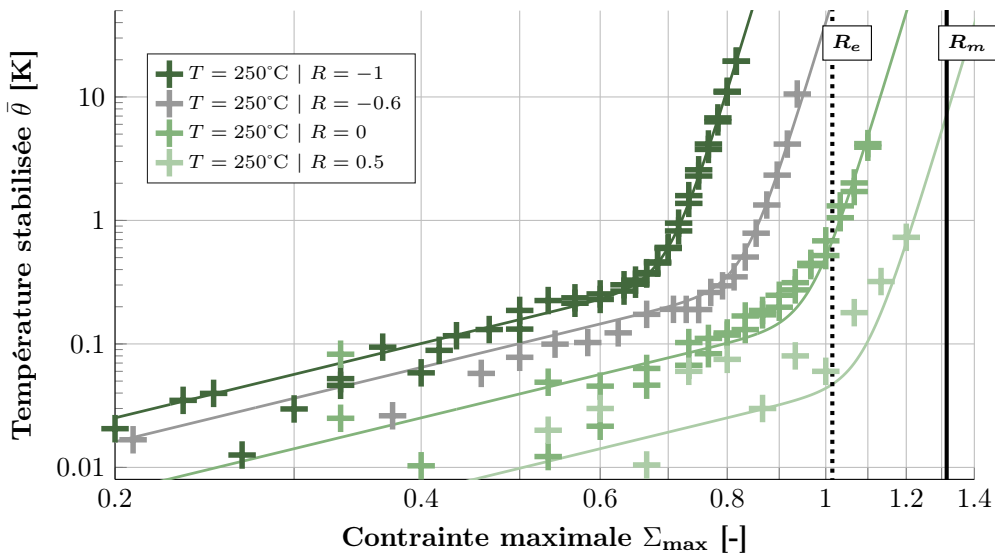 R_e
R_m
T = 250°C | R = −1
T = 250°C | R = −0.6
T = 250°C | R = 0
T = 250°C | R = 0.5
10
1
0.1
0.01
Température stabilisée θ̄ [K]
0.2
0.4
0.6
0.8
1
1.2
1.4
Contrainte maximale Σmax [-]